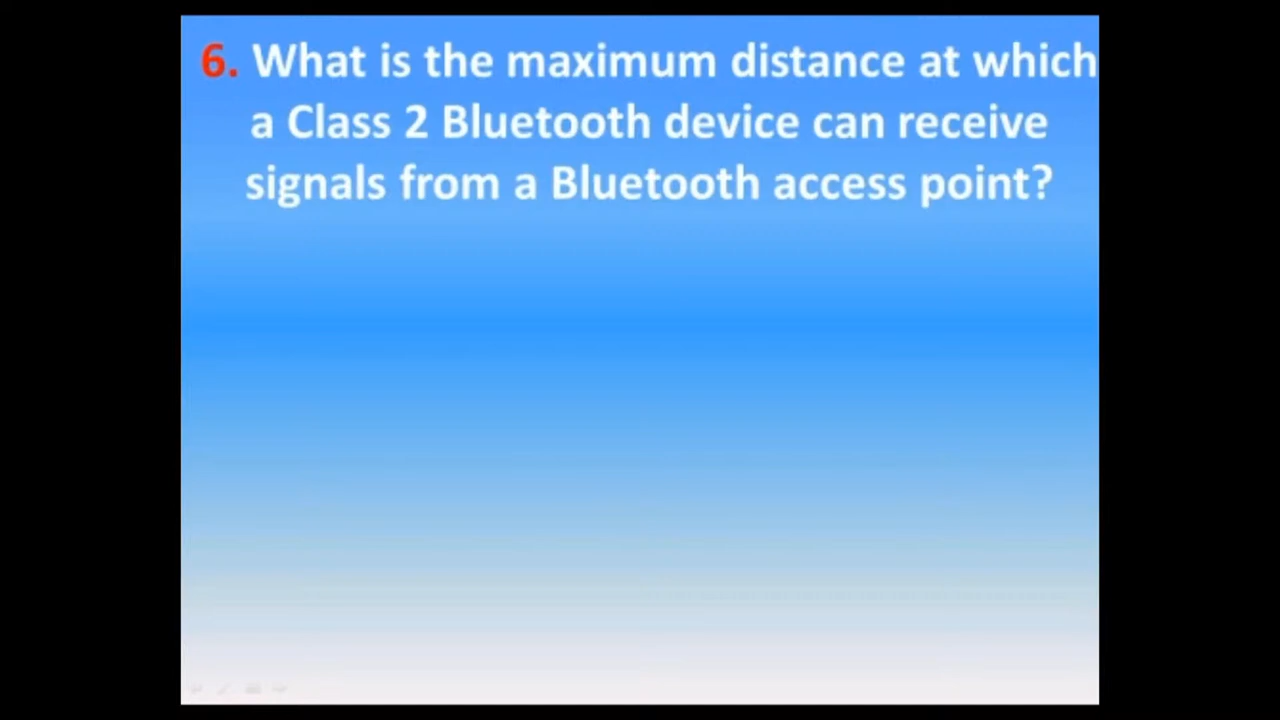 6. What is the maximum distance at which
a Class 2 Bluetooth device can receive
signals from a Bluetooth access point?